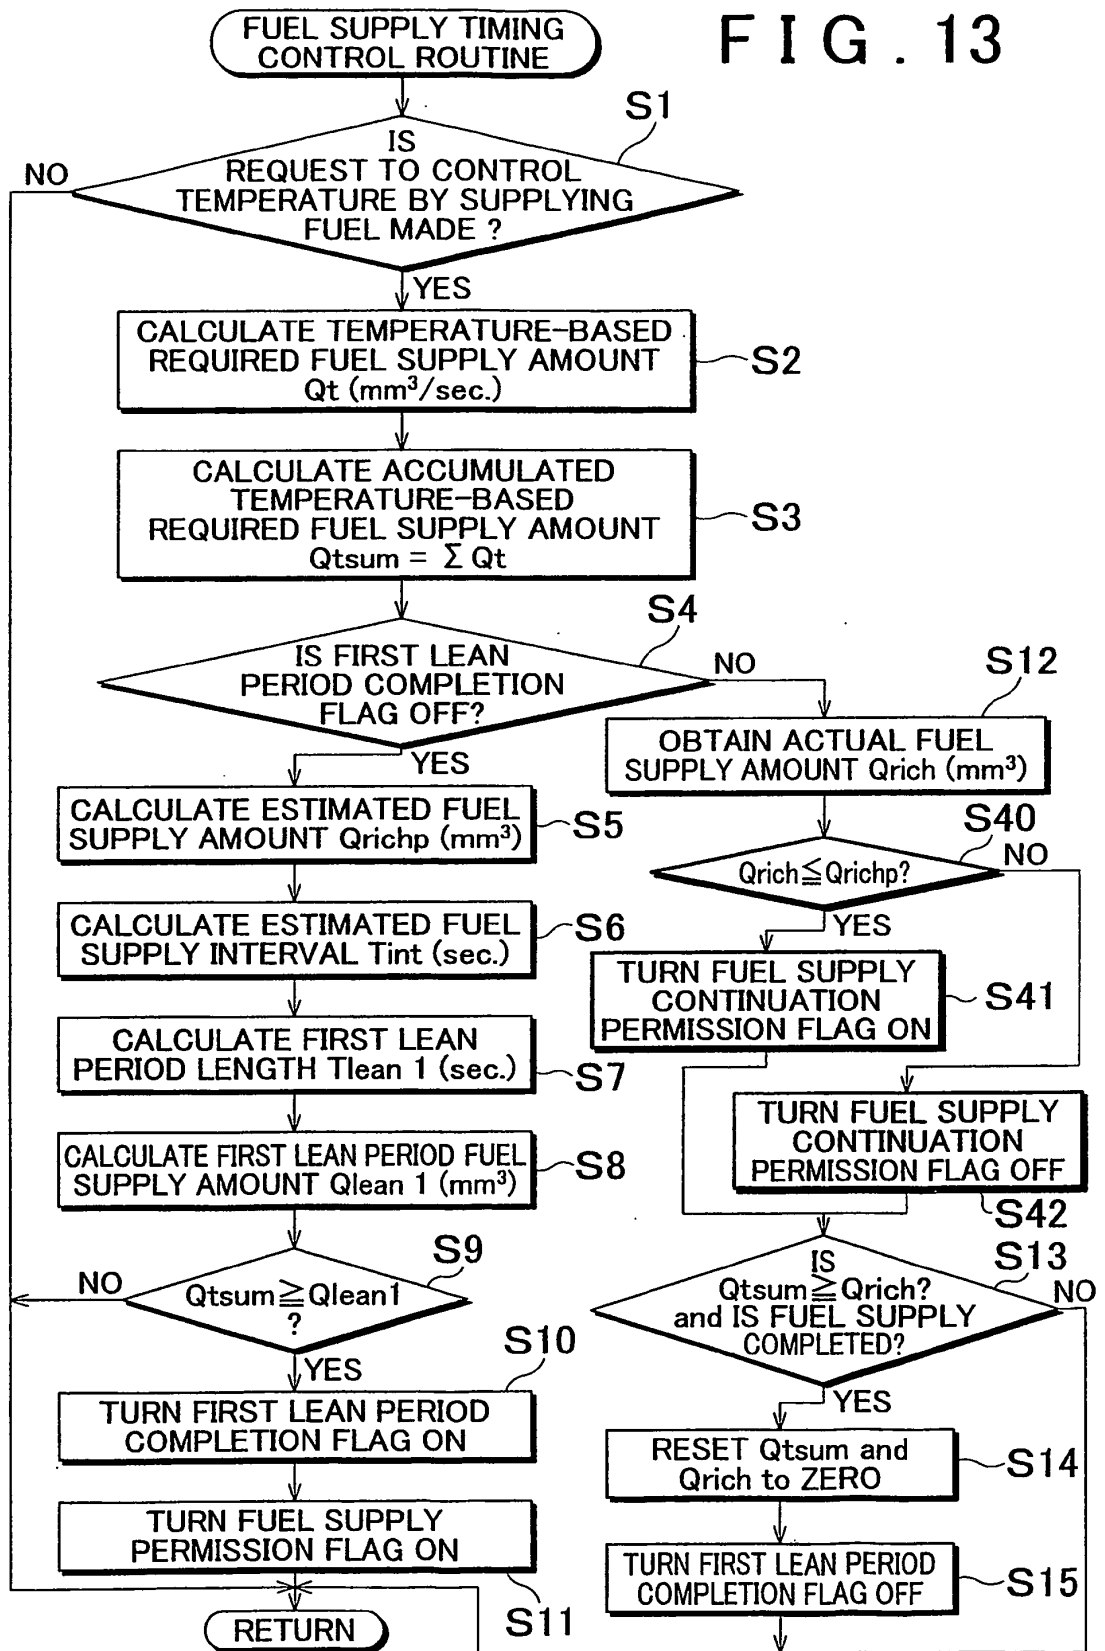 FUEL SUPPLY TIMING
CONTROL ROUTINE
FIG. 13
S1
IS
REQUEST TO CONTROL
TEMPERATURE BY SUPPLYING
FUEL MADE ?
NO
YES
CALCULATE TEMPERATURE-BASED
REQUIRED FUEL SUPPLY AMOUNT
Qt (mm³/sec.)
S2
CALCULATE ACCUMULATED
TEMPERATURE-BASED
REQUIRED FUEL SUPPLY AMOUNT
Qtsum = Σ Qt
S3
S4
IS FIRST LEAN
PERIOD COMPLETION
FLAG OFF?
NO
YES
CALCULATE ESTIMATED FUEL
SUPPLY AMOUNT Qrichp (mm³)
S5
CALCULATE ESTIMATED FUEL
SUPPLY INTERVAL Tint (sec.)
S6
CALCULATE FIRST LEAN
PERIOD LENGTH Tlean 1 (sec.)
S7
CALCULATE FIRST LEAN PERIOD FUEL
SUPPLY AMOUNT Qlean 1 (mm³)
S8
S9
Qtsum≧Qlean1
?
NO
YES
S10
TURN FIRST LEAN PERIOD
COMPLETION FLAG ON
TURN FUEL SUPPLY
PERMISSION FLAG ON
S11
RETURN
S12
OBTAIN ACTUAL FUEL
SUPPLY AMOUNT Qrich (mm³)
S40
Qrich≦Qrichp?
NO
YES
TURN FUEL SUPPLY
CONTINUATION
PERMISSION FLAG ON
S41
TURN FUEL SUPPLY
CONTINUATION
PERMISSION FLAG OFF
S42
S13
IS
Qtsum≧Qrich?
and IS FUEL SUPPLY
COMPLETED?
NO
YES
RESET Qtsum and
Qrich to ZERO
S14
TURN FIRST LEAN PERIOD
COMPLETION FLAG OFF
S15